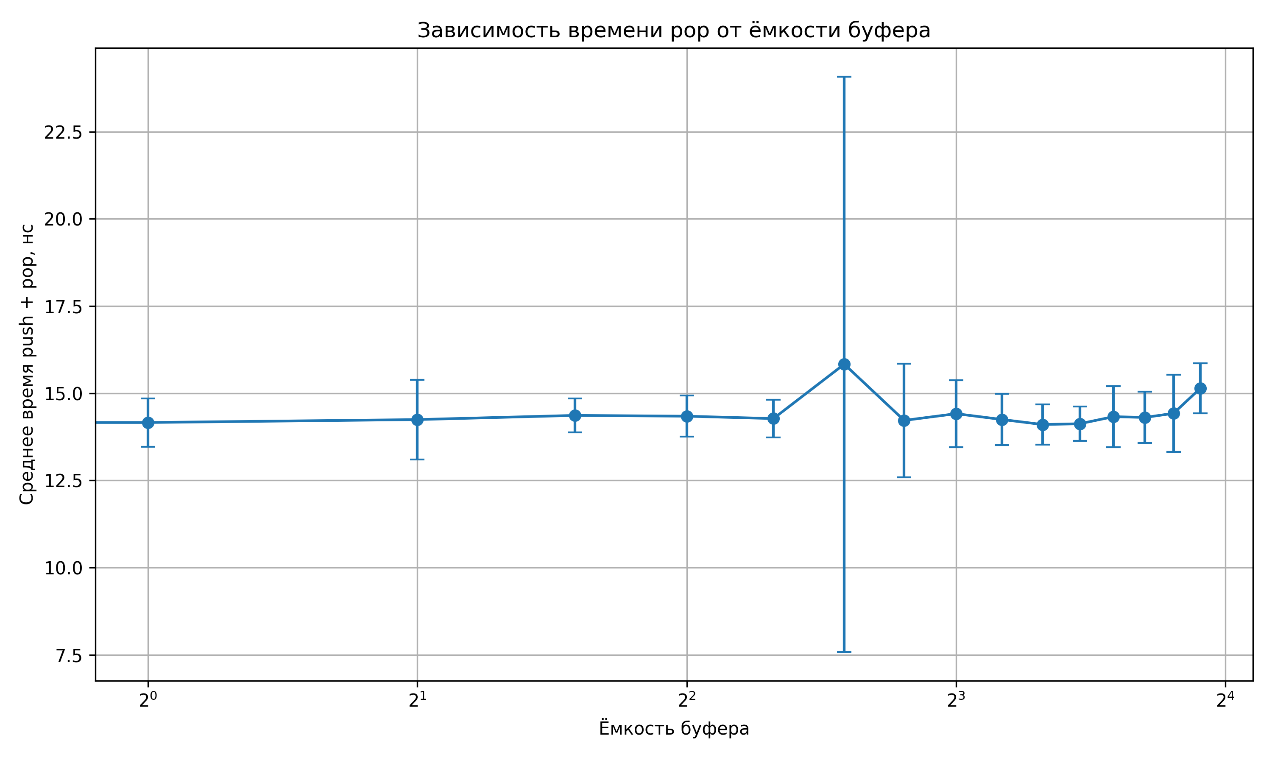 Зависимость времени pop от ёмкости буфера
Среднее время push + pop, нс
22.5
20.0
17.5
15.0
12.5
10.0
7.5
2⁰ 2¹ 2² 2³ 2⁴
Ёмкость буфера